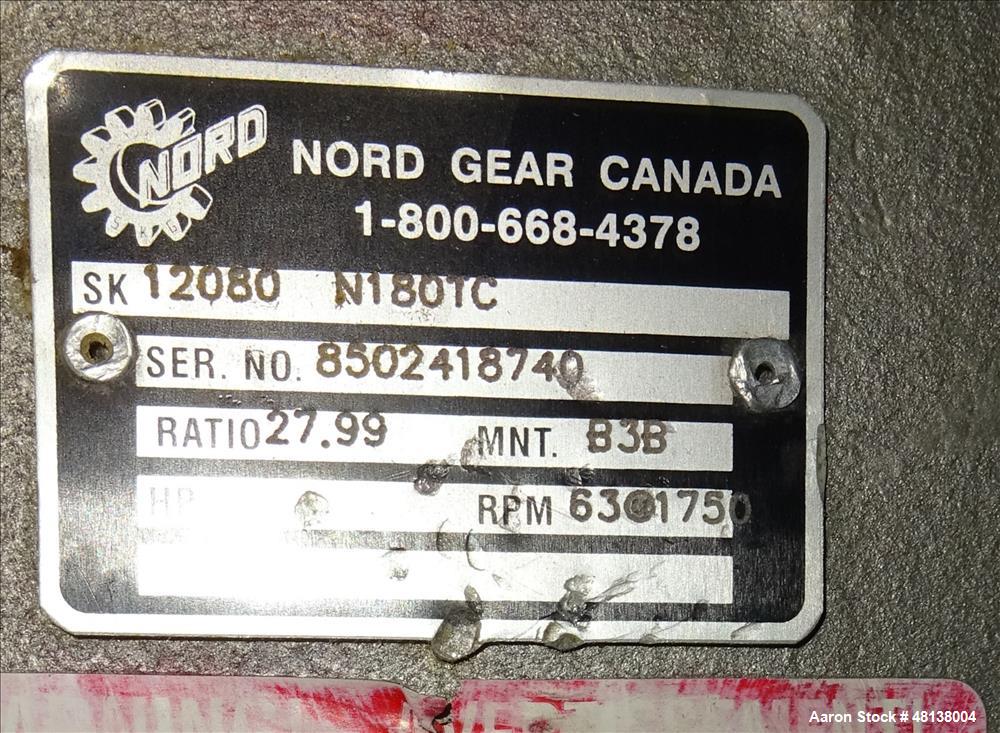 NORD
SKG
NORD GEAR CANADA
1-800-668-4378
SK 12080 N180TC
SER. NO. 8502418740
RATIO 27.99 MNT. B3B
HP RPM 63@1750
Aaron Stock # 48138004